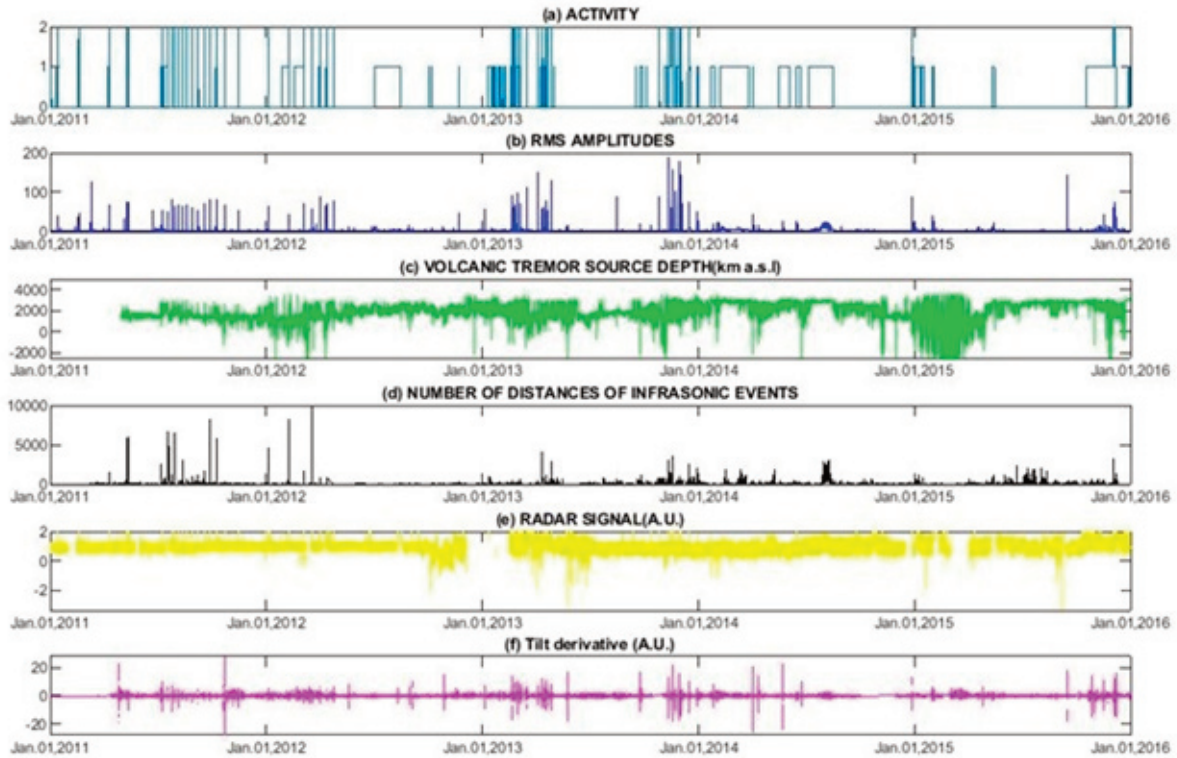 (a) ACTIVITY
2
1
0
Jan.01,2011 Jan.01,2012 Jan.01,2013 Jan.01,2014 Jan.01,2015 Jan.01,2016
(b) RMS AMPLITUDES
200
100
0
Jan.01,2011 Jan.01,2012 Jan.01,2013 Jan.01,2014 Jan.01,2015 Jan.01,2016
(c) VOLCANIC TREMOR SOURCE DEPTH(km a.s.l)
4000
2000
0
-2000
Jan.01,2011 Jan.01,2012 Jan.01,2013 Jan.01,2014 Jan.01,2015 Jan.01,2016
(d) NUMBER OF DISTANCES OF INFRASONIC EVENTS
10000
5000
0
Jan.01,2011 Jan.01,2012 Jan.01,2013 Jan.01,2014 Jan.01,2015 Jan.01,2016
(e) RADAR SIGNAL(A.U.)
2
0
-2
Jan.01,2011 Jan.01,2012 Jan.01,2013 Jan.01,2014 Jan.01,2015 Jan.01,2016
(f) Tilt derivative (A.U.)
20
0
-20
Jan.01,2011 Jan.01,2012 Jan.01,2013 Jan.01,2014 Jan.01,2015 Jan.01,2016